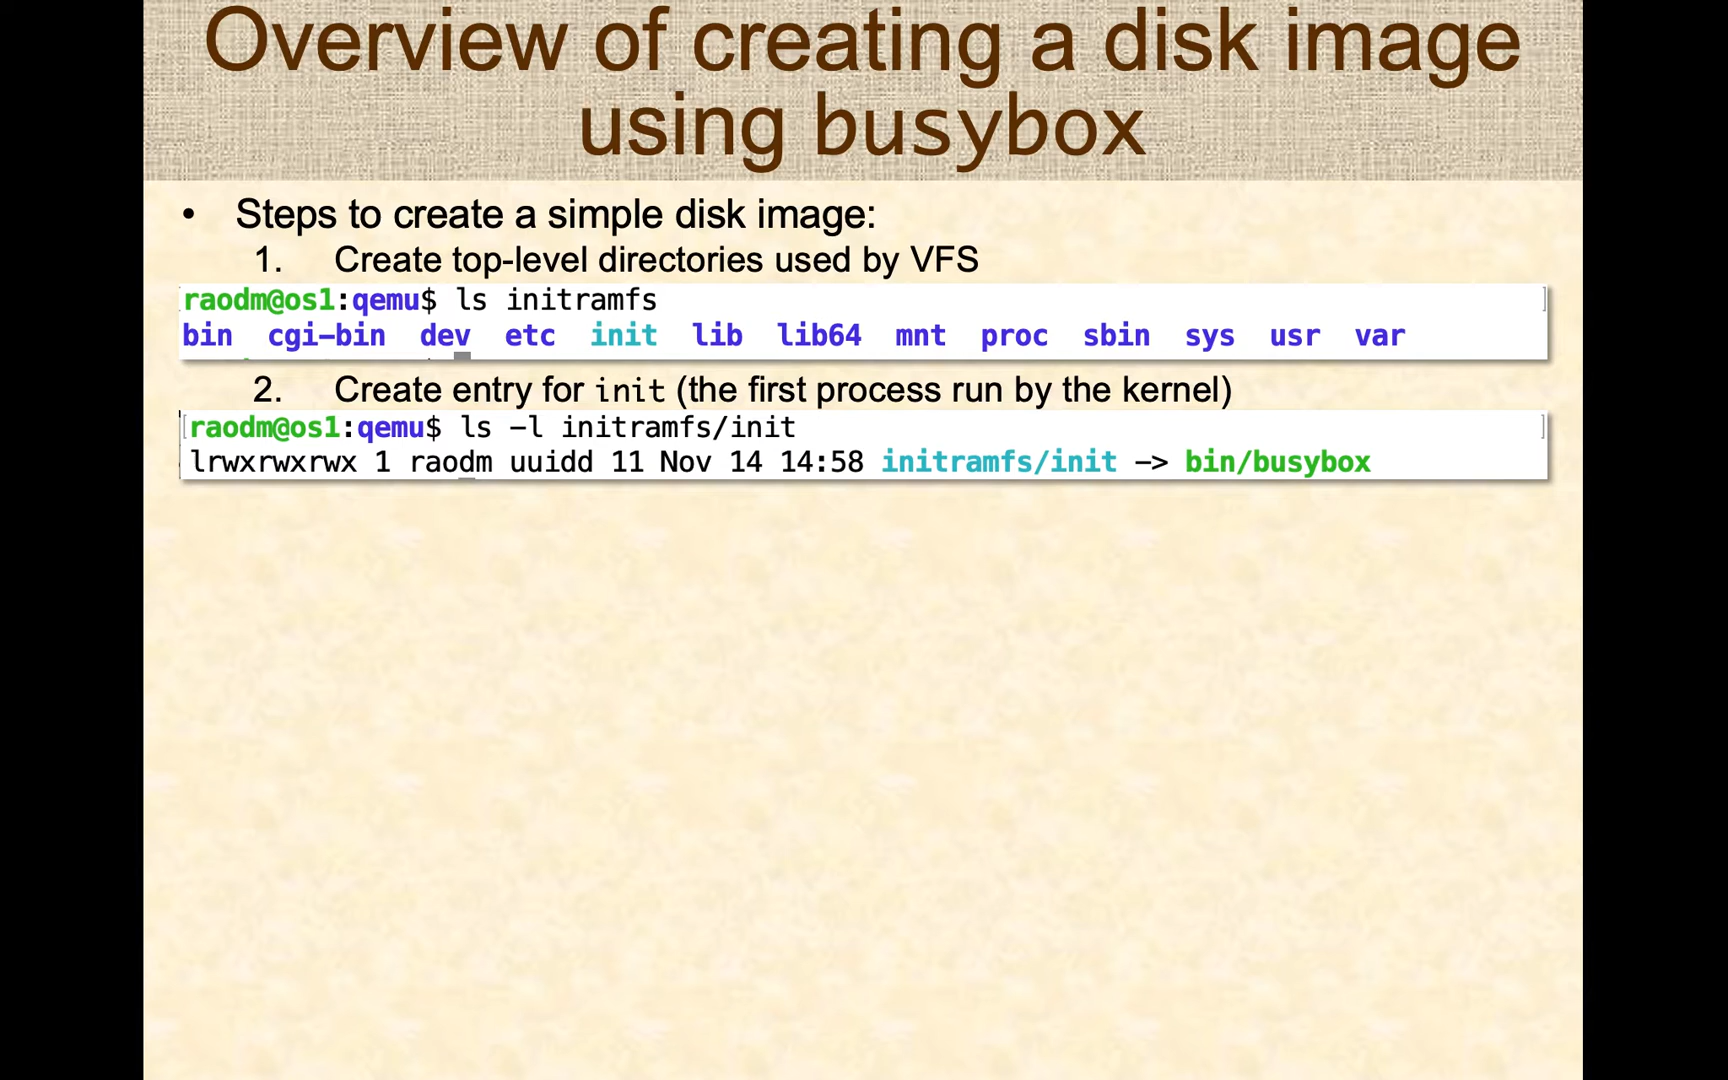 Overview of creating a disk image
using busybox
• Steps to create a simple disk image:
1. Create top-level directories used by VFS
raodm@os1:qemu$ ls initramfs
bin cgi-bin dev etc init lib lib64 mnt proc sbin sys usr var
2. Create entry for init (the first process run by the kernel)
raodm@os1:qemu$ ls -l initramfs/init
lrwxrwxrwx 1 raodm uuidd 11 Nov 14 14:58 initramfs/init -> bin/busybox